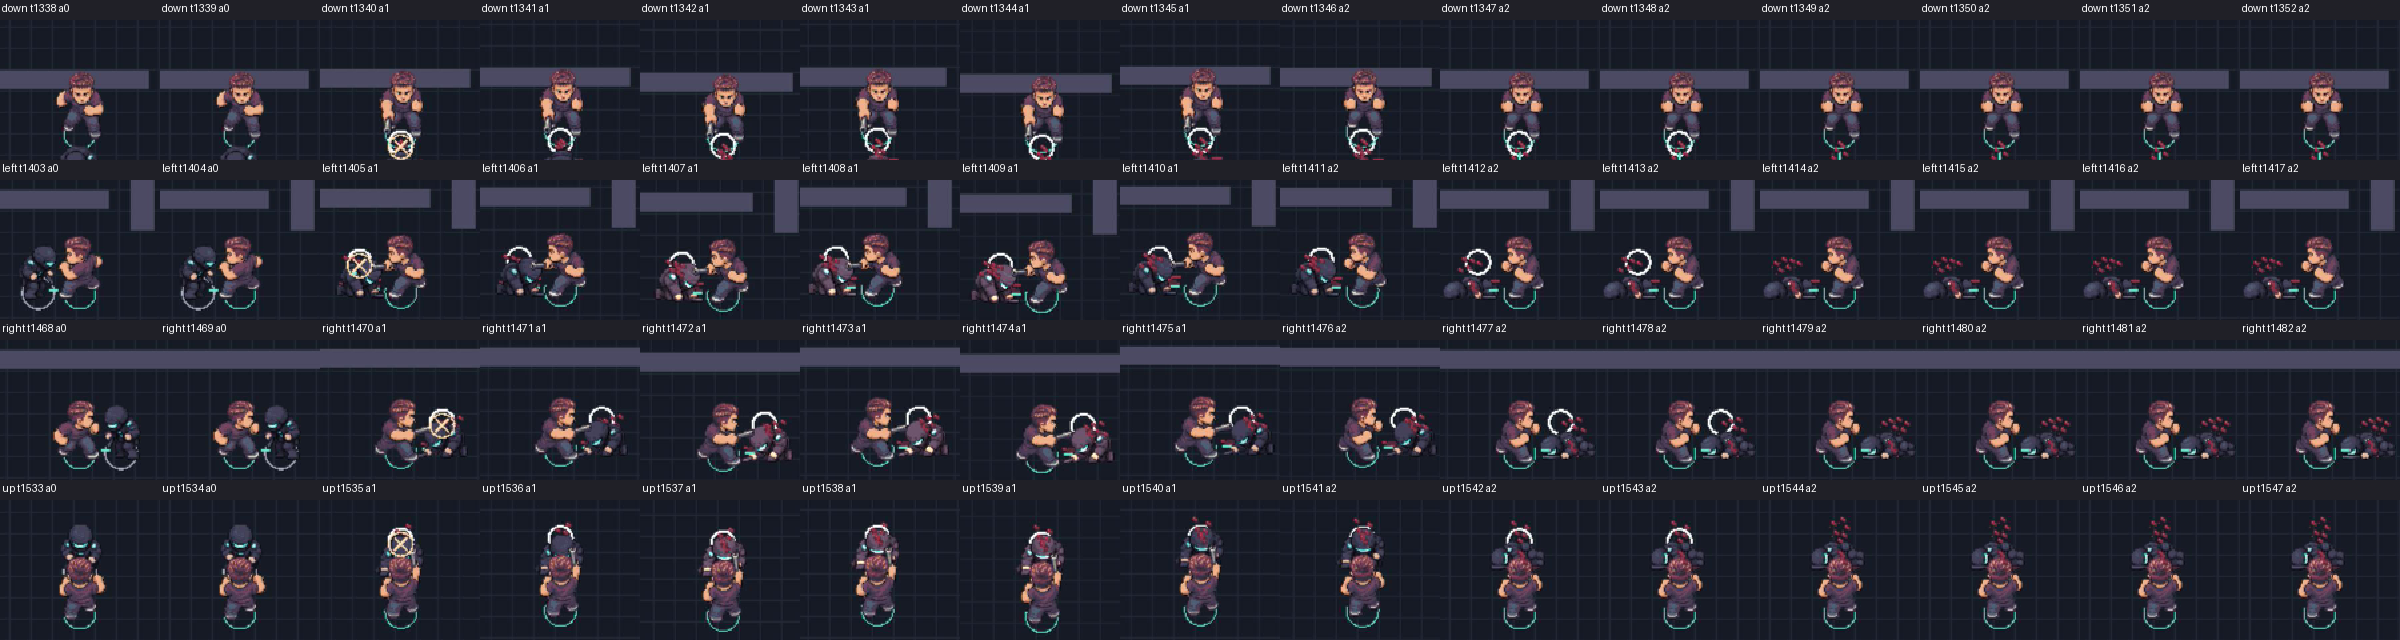 down t1338 a0 down t1339 a0 down t1340 a1 down t1341 a1 down t1342 a1 down t1343 a1 down t1344 a1 down t1345 a1 down t1346 a2 down t1347 a2 down t1348 a2 down t1349 a2 down t1350 a2 down t1351 a2 down t1352 a2
left t1403 a0 left t1404 a0 left t1405 a1 left t1406 a1 left t1407 a1 left t1408 a1 left t1409 a1 left t1410 a1 left t1411 a2 left t1412 a2 left t1413 a2 left t1414 a2 left t1415 a2 left t1416 a2 left t1417 a2
right t1468 a0 right t1469 a0 right t1470 a1 right t1471 a1 right t1472 a1 right t1473 a1 right t1474 a1 right t1475 a1 right t1476 a2 right t1477 a2 right t1478 a2 right t1479 a2 right t1480 a2 right t1481 a2 right t1482 a2
up t1533 a0 up t1534 a0 up t1535 a1 up t1536 a1 up t1537 a1 up t1538 a1 up t1539 a1 up t1540 a1 up t1541 a2 up t1542 a2 up t1543 a2 up t1544 a2 up t1545 a2 up t1546 a2 up t1547 a2